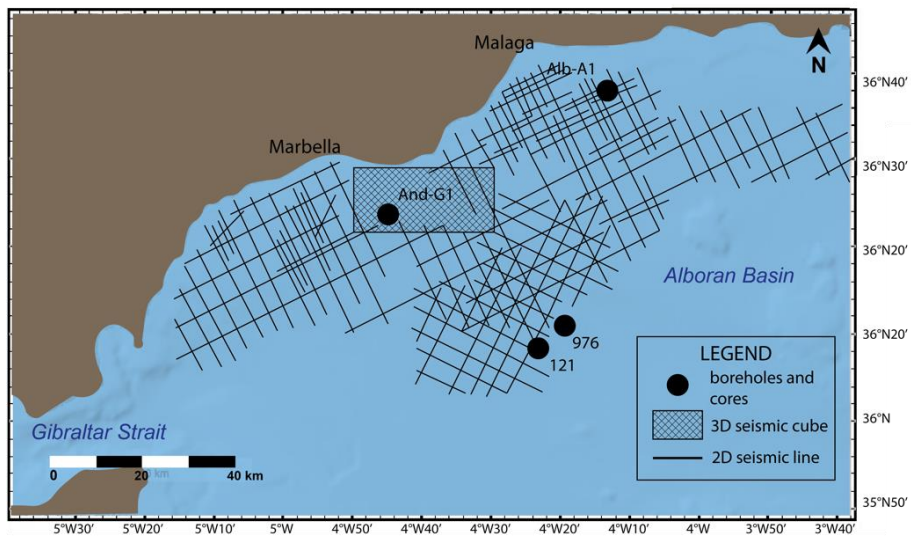 Malaga
N
Alb-A1
36°N40'
Marbella
36°N30'
And-G1
36°N20'
Alboran Basin
976
36°N20'
121
LEGEND
boreholes and
cores
3D seismic cube
2D seismic line
36°N
Gibraltar Strait
0 20 km 40 km
35°N50'
5°W30' 5°W20' 5°W 4°W50' 4°W40' 4°W30' 4°W20' 4°W10' 4°W 3°W50' 3°W40'